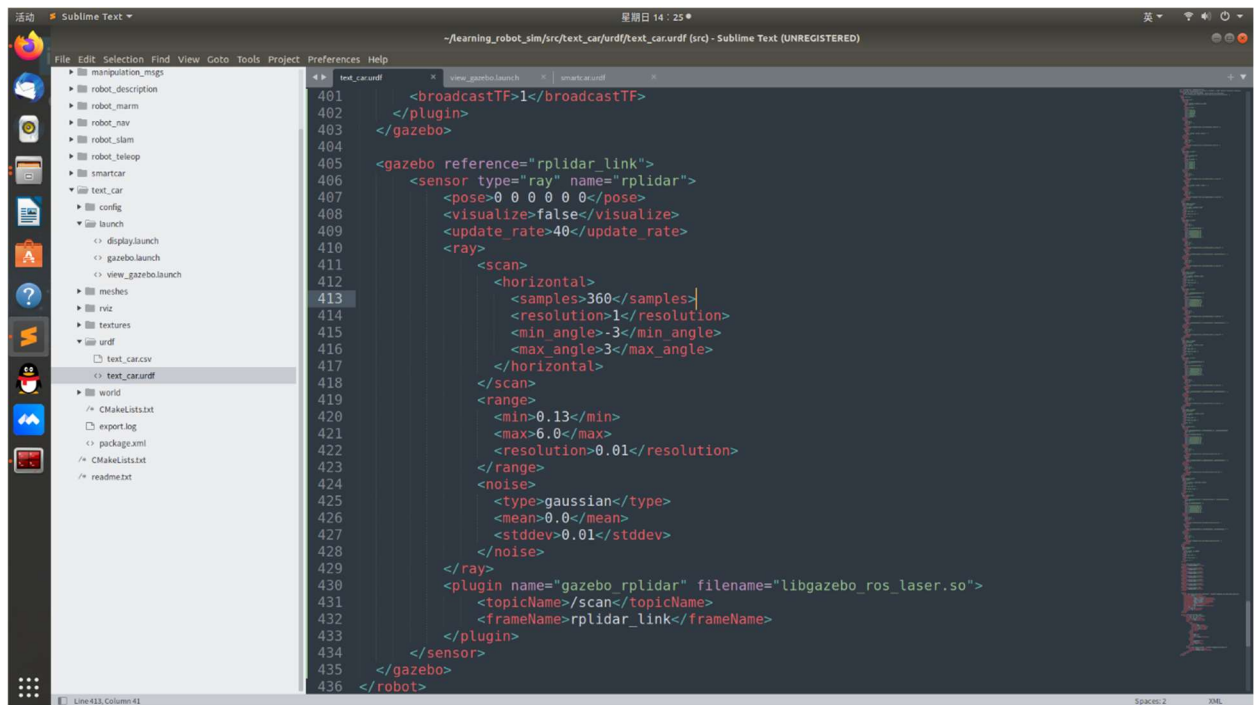 活动 Sublime Text 星期日 14：25 英
~/learning_robot_sim/src/text_car/urdf/text_car.urdf (src) - Sublime Text (UNREGISTERED)
File Edit Selection Find View Goto Tools Project Preferences Help
manipulation_msgs
robot_description
robot_marm
robot_nav
robot_slam
robot_teleop
smartcar
text_car
config
launch
<> display.launch
<> gazebo.launch
<> view_gazebo.launch
meshes
rviz
textures
urdf
text_car.csv
<> text_car.urdf
world
/* CMakeLists.txt
export.log
<> package.xml
/* CMakeLists.txt
/* readme.txt
text_car.urdf × view_gazebo.launch × smartcar.urdf ×
401 <broadcastTF>1</broadcastTF>
402 </plugin>
403 </gazebo>
404
405 <gazebo reference="rplidar_link">
406 <sensor type="ray" name="rplidar">
407 <pose>0 0 0 0 0 0</pose>
408 <visualize>false</visualize>
409 <update_rate>40</update_rate>
410 <ray>
411 <scan>
412 <horizontal>
413 <samples>360</samples>
414 <resolution>1</resolution>
415 <min_angle>-3</min_angle>
416 <max_angle>3</max_angle>
417 </horizontal>
418 </scan>
419 <range>
420 <min>0.13</min>
421 <max>6.0</max>
422 <resolution>0.01</resolution>
423 </range>
424 <noise>
425 <type>gaussian</type>
426 <mean>0.0</mean>
427 <stddev>0.01</stddev>
428 </noise>
429 </ray>
430 <plugin name="gazebo_rplidar" filename="libgazebo_ros_laser.so">
431 <topicName>/scan</topicName>
432 <frameName>rplidar_link</frameName>
433 </plugin>
434 </sensor>
435 </gazebo>
436 </robot>
Line 413, Column 41 Spaces: 2 XML